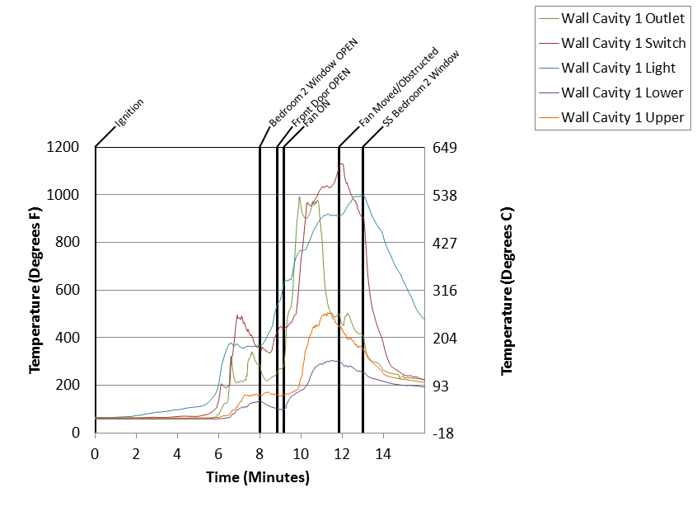 Wall Cavity 1 Outlet
Wall Cavity 1 Switch
Wall Cavity 1 Light
Wall Cavity 1 Lower
Wall Cavity 1 Upper
Ignition
Bedroom 2 Window OPEN
Front Door OPEN
Fan ON
Fan Moved/Obstructed
SS Bedroom 2 Window
1200
1000
800
600
400
200
0
Temperature (Degrees F)
649
538
427
316
204
93
-18
Temperature (Degrees C)
0 2 4 6 8 10 12 14
Time (Minutes)